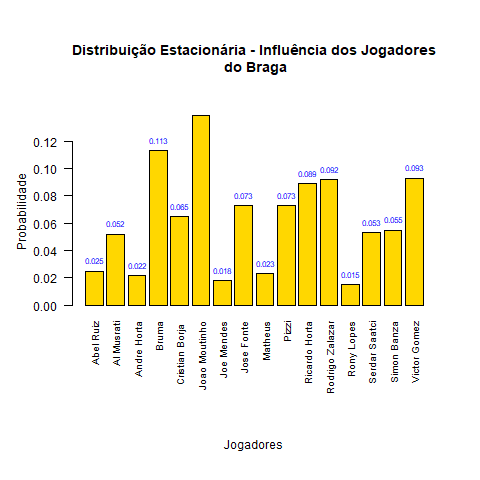 Distribuição Estacionária - Influência dos Jogadores
do Braga
Probabilidade
0.12
0.10
0.08
0.06
0.04
0.02
0.00
0.025
0.052
0.022
0.113
0.065
0.018
0.073
0.023
0.073
0.089
0.092
0.015
0.053
0.055
0.093
Abel Ruiz
Al Musrati
Andre Horta
Bruma
Cristian Borja
Joao Moutinho
Joe Mendes
Jose Fonte
Matheus
Pizzi
Ricardo Horta
Rodrigo Zalazar
Rony Lopes
Serdar Saatci
Simon Banza
Victor Gomez
Jogadores